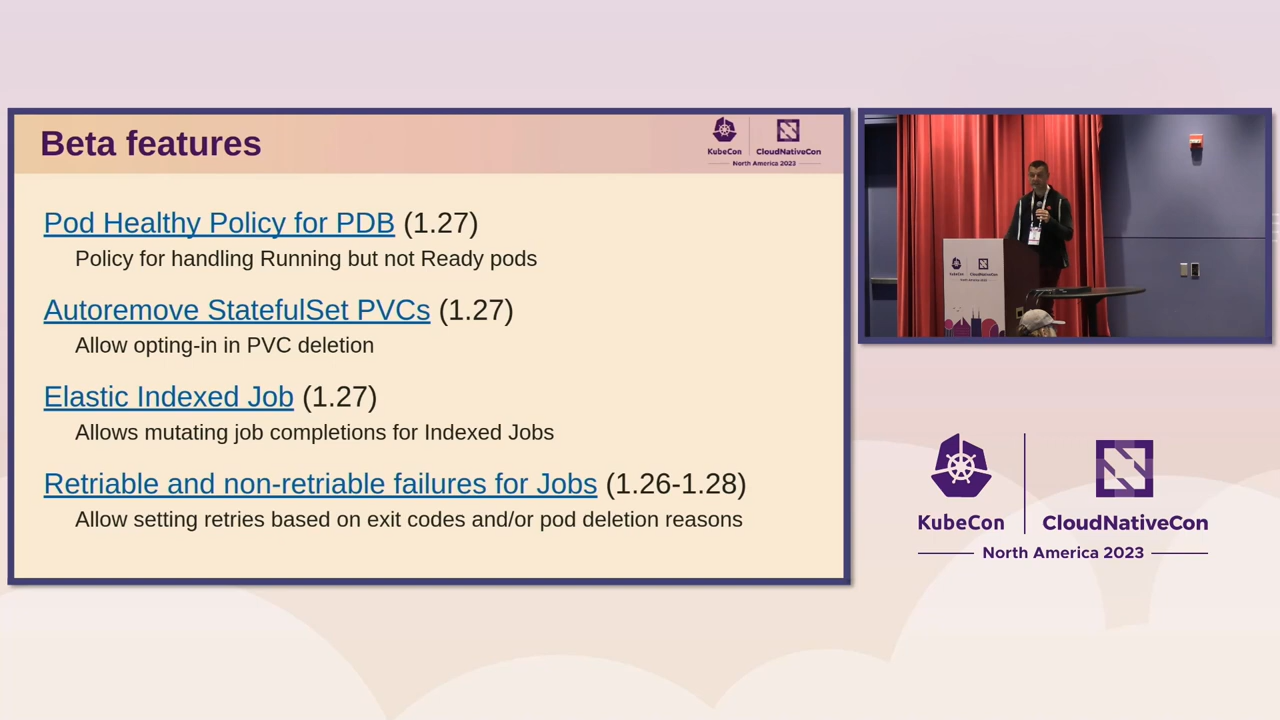 Beta features
KubeCon
CloudNativeCon
North America 2023
Pod Healthy Policy for PDB (1.27)
Policy for handling Running but not Ready pods
Autoremove StatefulSet PVCs (1.27)
Allow opting-in in PVC deletion
Elastic Indexed Job (1.27)
Allows mutating job completions for Indexed Jobs
Retriable and non-retriable failures for Jobs (1.26-1.28)
Allow setting retries based on exit codes and/or pod deletion reasons
KubeCon
CloudNativeCon
KubeCon
CloudNativeCon
North America 2023